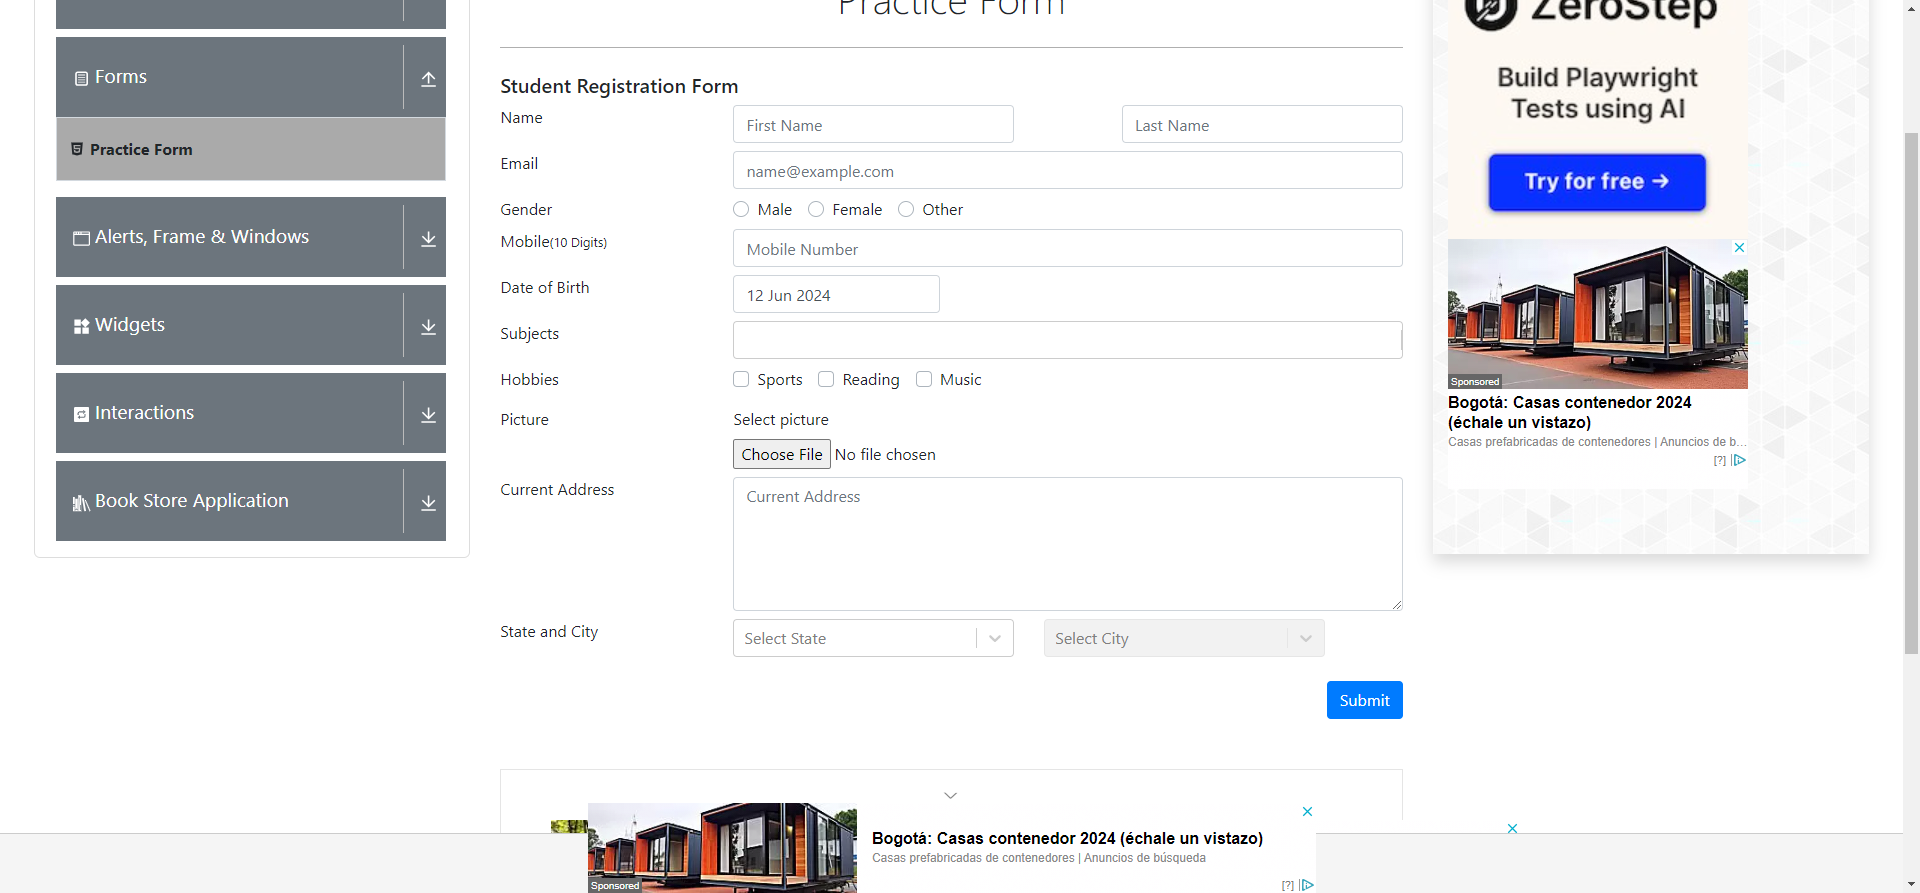 Practice Form
Forms
Practice Form
Alerts, Frame & Windows
Widgets
Interactions
Book Store Application
Student Registration Form
Name
First Name
Last Name
Email
name@example.com
Gender
Male
Female
Other
Mobile(10 Digits)
Mobile Number
Date of Birth
12 Jun 2024
Subjects
Hobbies
Sports
Reading
Music
Picture
Select picture
Choose File
No file chosen
Current Address
Current Address
State and City
Select State
Select City
Submit
ZeroStep
Build Playwright
Tests using AI
Try for free →
Sponsored
Bogotá: Casas contenedor 2024
(échale un vistazo)
Casas prefabricadas de contenedores | Anuncios de b...
[?]
Bogotá: Casas contenedor 2024 (échale un vistazo)
Casas prefabricadas de contenedores | Anuncios de búsqueda
Sponsored
[?]